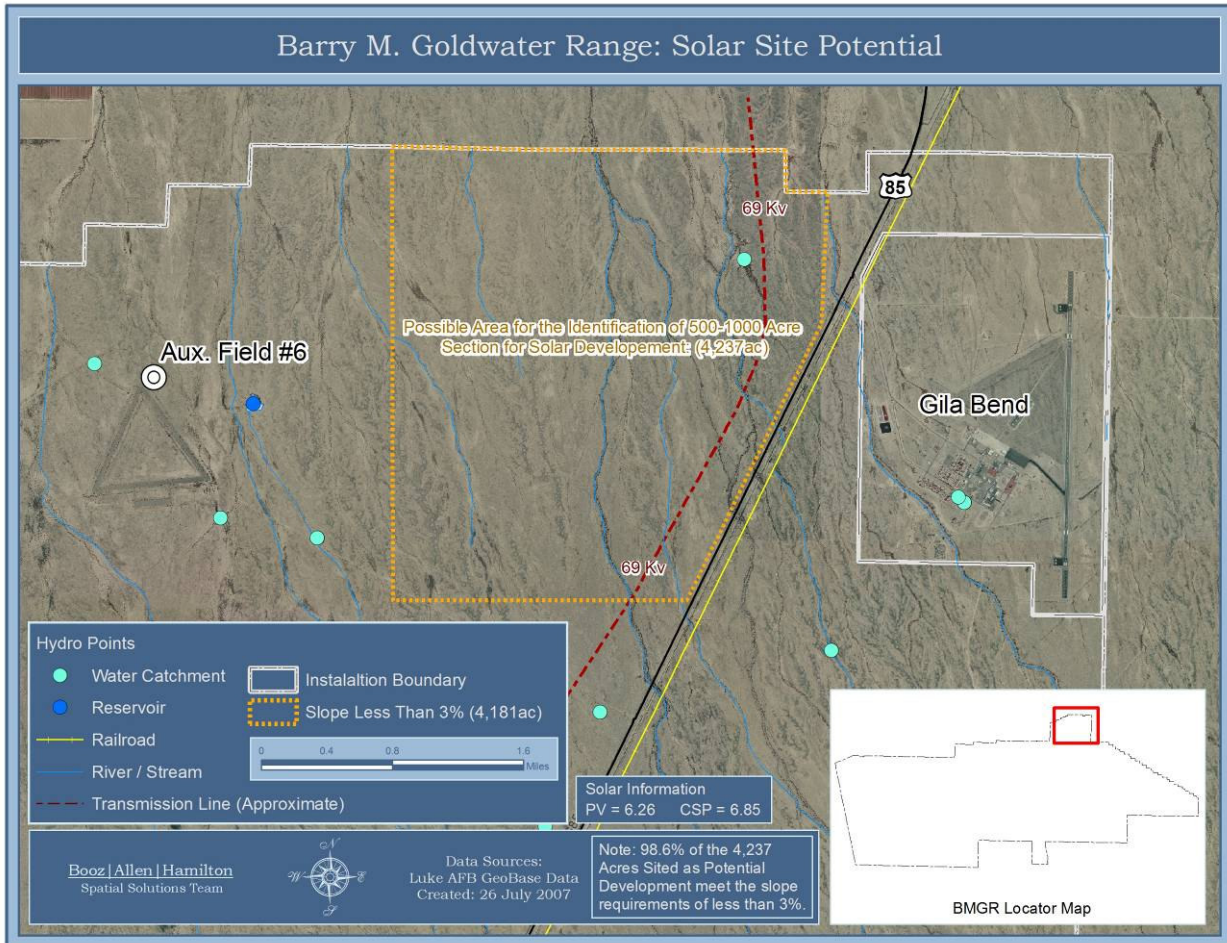 Barry M. Goldwater Range: Solar Site Potential
85
69 Kv
Possible Area for the Identification of 500-1000 Acre
Section for Solar Developement: (4,237ac)
Aux. Field #6
Gila Bend
69 Kv
Hydro Points
Water Catchment
Reservoir
Railroad
River / Stream
Transmission Line (Approximate)
Instalaltion Boundary
Slope Less Than 3% (4,181ac)
0 0.4 0.8 1.6
Miles
Solar Information
PV = 6.26 CSP = 6.85
Booz|Allen|Hamilton
Spatial Solutions Team
N
W E
S
Data Sources:
Luke AFB GeoBase Data
Created: 26 July 2007
Note: 98.6% of the 4,237
Acres Sited as Potential
Development meet the slope
requirements of less than 3%.
BMGR Locator Map